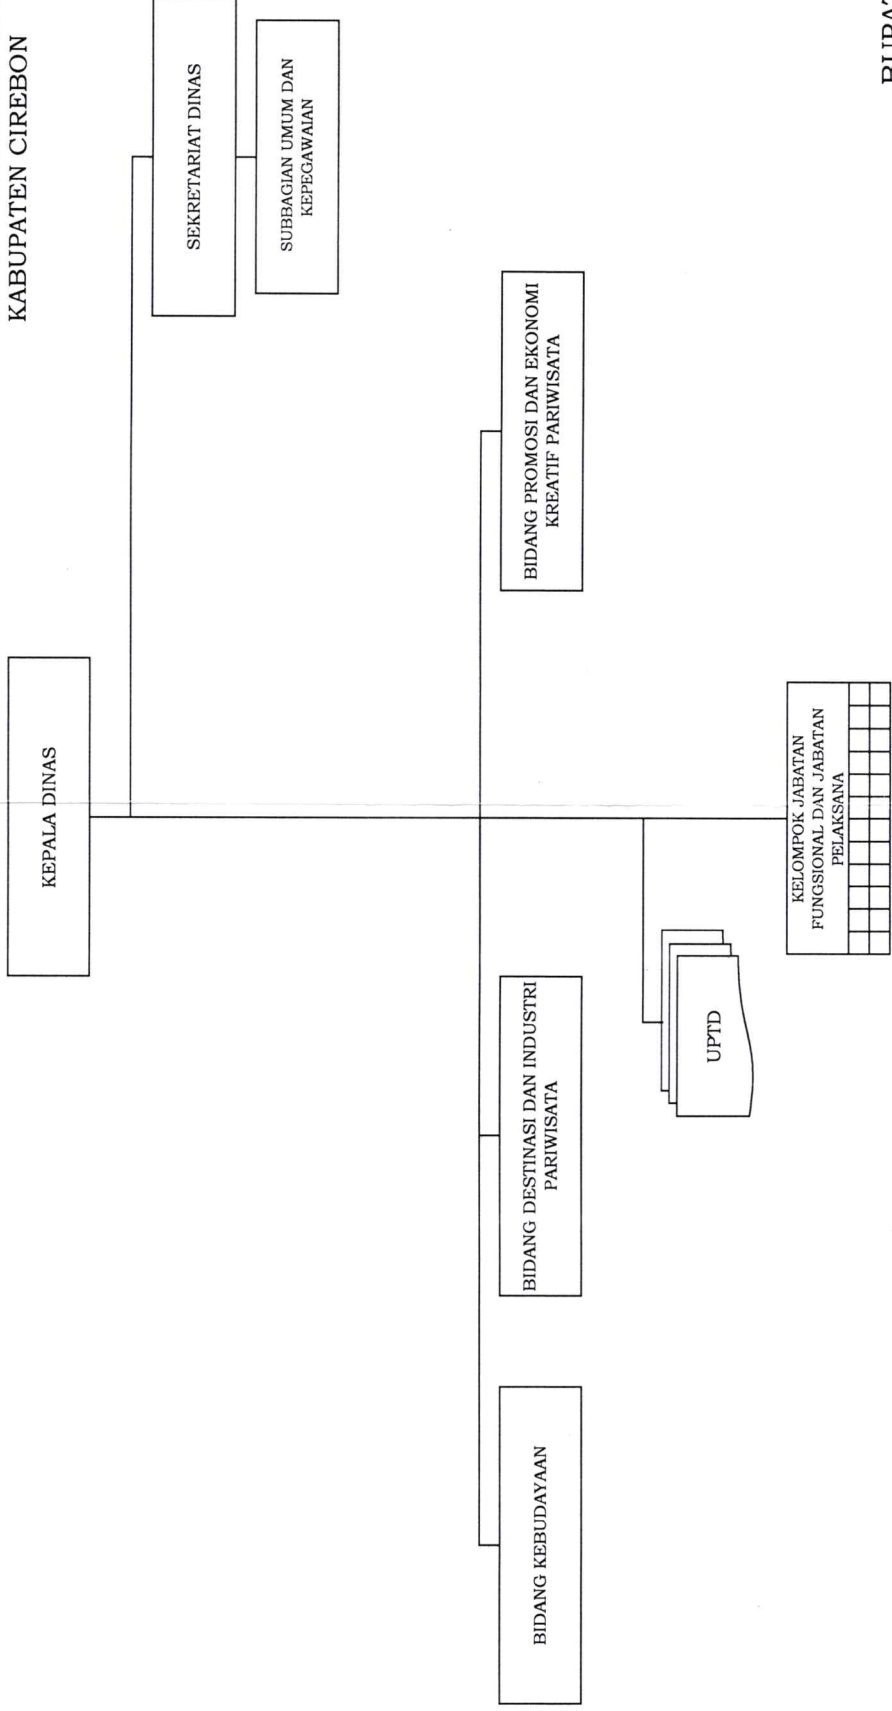 KABUPATEN CIREBON
KEPALA DINAS
SEKRETARIAT DINAS
SUBBAGIAN UMUM DAN
KEPEGAWAIAN
BIDANG KEBUDAYAAN
BIDANG DESTINASI DAN INDUSTRI
PARIWISATA
BIDANG PROMOSI DAN EKONOMI
KREATIF PARIWISATA
UPTD
KELOMPOK JABATAN
FUNGSIONAL DAN JABATAN
PELAKSANA